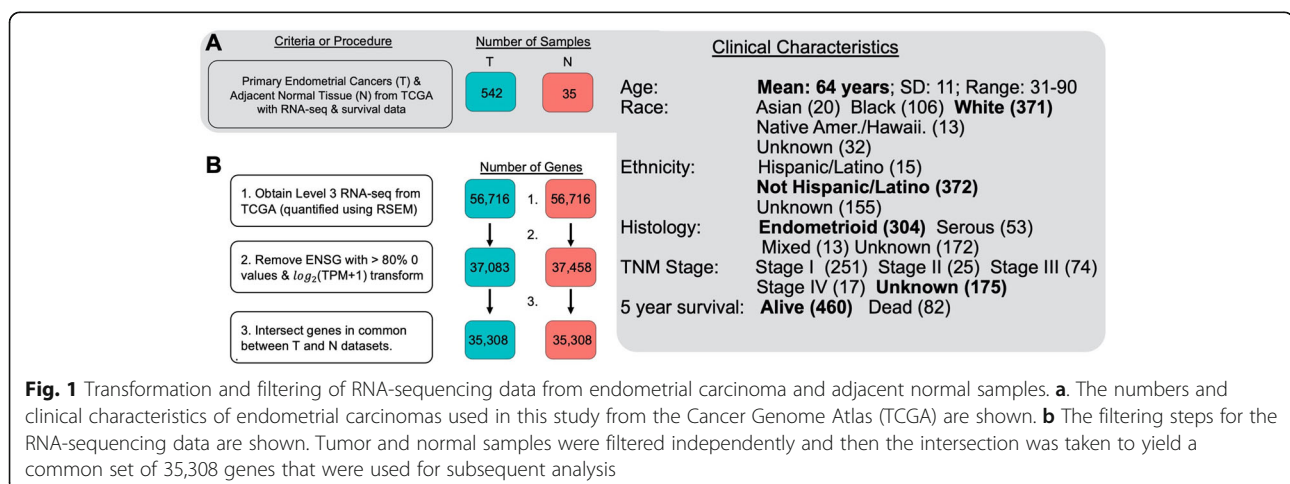 A
Criteria or Procedure
Number of Samples
T N
Primary Endometrial Cancers (T) &
Adjacent Normal Tissue (N) from TCGA
with RNA-seq & survival data
542 35
B
Number of Genes
1. Obtain Level 3 RNA-seq from
TCGA (quantified using RSEM)
56,716 1. 56,716
2.
2. Remove ENSG with > 80% 0
values & log₂(TPM+1) transform
37,083 37,458
3.
3. Intersect genes in common
between T and N datasets.
.
35,308 35,308
Clinical Characteristics
Age: Mean: 64 years; SD: 11; Range: 31-90
Race: Asian (20) Black (106) White (371)
Native Amer./Hawaii. (13)
Unknown (32)
Ethnicity: Hispanic/Latino (15)
Not Hispanic/Latino (372)
Unknown (155)
Histology: Endometrioid (304) Serous (53)
Mixed (13) Unknown (172)
TNM Stage: Stage I (251) Stage II (25) Stage III (74)
Stage IV (17) Unknown (175)
5 year survival: Alive (460) Dead (82)
Fig. 1 Transformation and filtering of RNA-sequencing data from endometrial carcinoma and adjacent normal samples. a. The numbers and
clinical characteristics of endometrial carcinomas used in this study from the Cancer Genome Atlas (TCGA) are shown. b The filtering steps for the
RNA-sequencing data are shown. Tumor and normal samples were filtered independently and then the intersection was taken to yield a
common set of 35,308 genes that were used for subsequent analysis